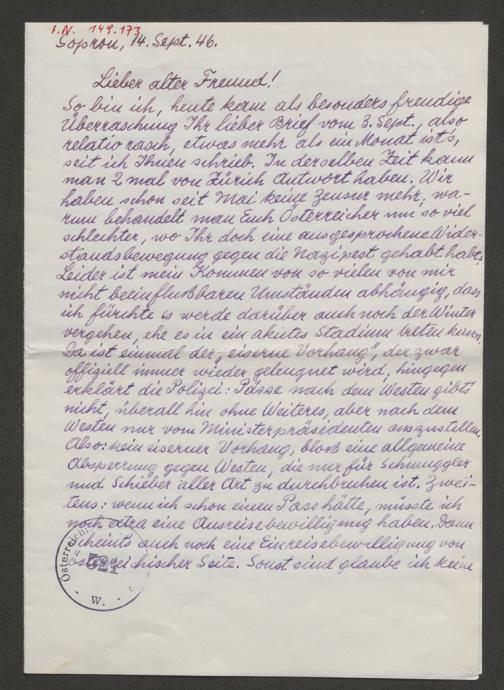 I.N. 149.173
Sopron, 14. Sept. 46.
Lieber alter Freund!
So bin ich, heute kam als besonders freudige
Überraschung Ihr lieber Brief vom 3. Sept., also
relativ rasch, etwas mehr als ein Monat ist's,
seit ich Ihnen schrieb. In derselben Zeit kann
man 2 mal von Zürich Antwort haben. Wir
haben schon seit Mai keine Zensur mehr, wa-
rum behandelt man Euch Österreicher um so viel
schlechter, wo Ihr doch eine ausgesprochene Wider-
standsbewegung gegen die Nazipest gehabt habt.
Leider ist mein Kommen von so vielen von mir
nicht beeinflußbaren Umständen abhängig, dass
ich fürchte es werde darüber auch noch der Winter
vergehen, ehe es in ein akutes Stadium treten kann.
Da ist einmal der „eiserne Vorhang", der zwar
offiziell immer wieder geleugnet wird, hingegen
erklärt die Polizei: Pässe nach dem Westen gibt's
nicht, überall hin ohne Weiteres, aber nach dem
Westen nur vom Ministerpräsidenten auszustellen.
Also: kein eiserner Vorhang, bloß eine allgemeine
Absperrung gegen Westen, die nur für Schmuggler
und Schieber aller Art zu durchbrechen ist. Zwei-
tens: wenn ich schon einen Pass hätte, müsste ich
noch extra eine Ausreisebewilligung haben. Dann
scheint's auch noch eine Einreisebewilligung von
österreichischer Seite. Sonst sind glaube ich keine
Österreich
521
W.